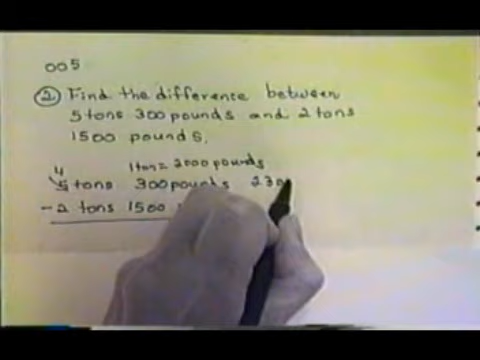 005
② Find the difference between
5 tons 300 pounds and 2 tons
1500 pounds.
4 1 ton = 2000 pounds
5 tons 300 pounds 230
- 2 tons 1500